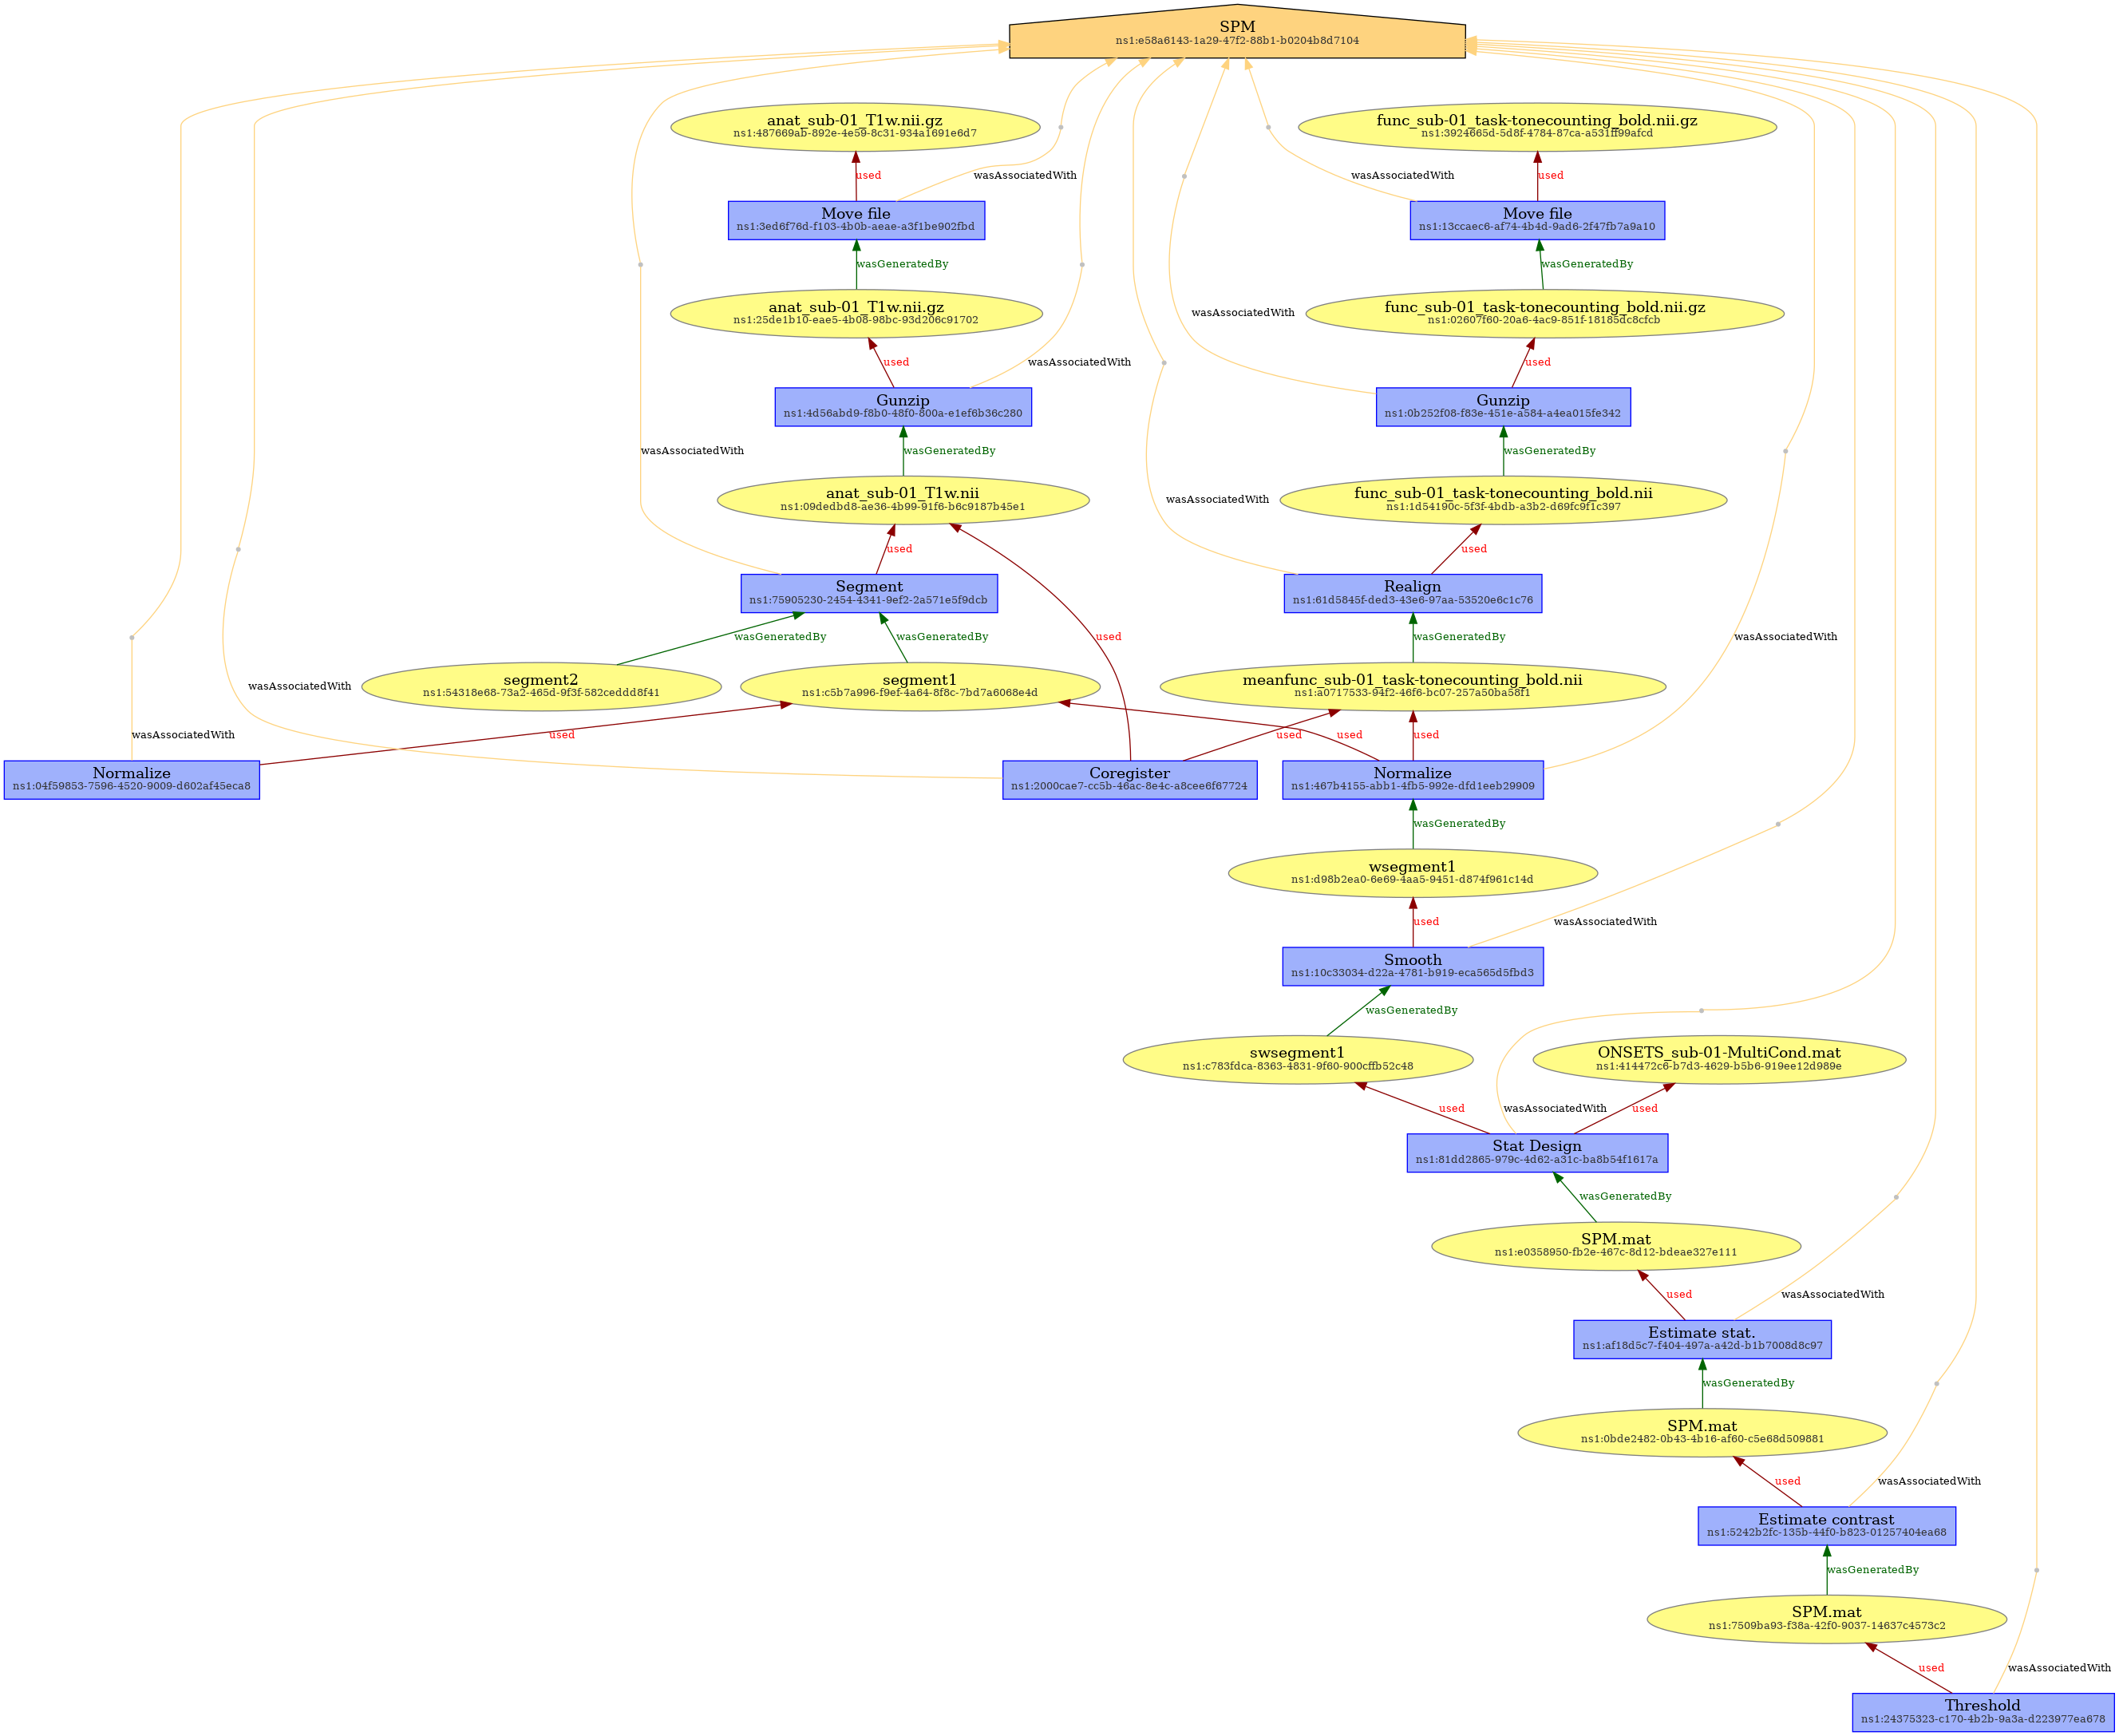 SPM
ns1:e58a6143-1a29-47f2-88b1-b0204b8d7104
anat_sub-01_T1w.nii.gz
ns1:487669ab-892e-4e59-8c31-934a1691e6d7
func_sub-01_task-tonecounting_bold.nii.gz
ns1:3924665d-5d8f-4784-87ca-a531ff99afcd
used
wasAssociatedWith
wasAssociatedWith
used
Move file
ns1:3ed6f76d-f103-4b0b-aeae-a3f1be902fbd
Move file
ns1:13ccaec6-af74-4b4d-9ad6-2f47fb7a9a10
wasGeneratedBy
wasGeneratedBy
anat_sub-01_T1w.nii.gz
ns1:25de1b10-eae5-4b08-98bc-93d206c91702
wasAssociatedWith
func_sub-01_task-tonecounting_bold.nii.gz
ns1:02607f60-20a6-4ac9-851f-18185dc8cfcb
used
wasAssociatedWith
used
Gunzip
ns1:4d56abd9-f8b0-48f0-800a-e1ef6b36c280
Gunzip
ns1:0b252f08-f83e-451e-a584-a4ea015fe342
wasAssociatedWith
wasGeneratedBy
wasGeneratedBy
anat_sub-01_T1w.nii
ns1:09dedbd8-ae36-4b99-91f6-b6c9187b45e1
wasAssociatedWith
func_sub-01_task-tonecounting_bold.nii
ns1:1d54190c-5f3f-4bdb-a3b2-d69fc9f1c397
used
used
Segment
ns1:75905230-2454-4341-9ef2-2a571e5f9dcb
Realign
ns1:61d5845f-ded3-43e6-97aa-53520e6c1c76
wasGeneratedBy
wasGeneratedBy
used
wasGeneratedBy
wasAssociatedWith
wasAssociatedWith
segment2
ns1:54318e68-73a2-465d-9f3f-582ceddd8f41
segment1
ns1:c5b7a996-f9ef-4a64-8f8c-7bd7a6068e4d
meanfunc_sub-01_task-tonecounting_bold.nii
ns1:a0717533-94f2-46f6-bc07-257a50ba58f1
wasAssociatedWith
used
used
used
used
Normalize
ns1:04f59853-7596-4520-9009-d602af45eca8
Coregister
ns1:2000cae7-cc5b-46ac-8e4c-a8cee6f67724
Normalize
ns1:467b4155-abb1-4fb5-992e-dfd1eeb29909
wasGeneratedBy
wsegment1
ns1:d98b2ea0-6e69-4aa5-9451-d874f961c14d
used
wasAssociatedWith
Smooth
ns1:10c33034-d22a-4781-b919-eca565d5fbd3
wasGeneratedBy
swsegment1
ns1:c783fdca-8363-4831-9f60-900cffb52c48
ONSETS_sub-01-MultiCond.mat
ns1:414472c6-b7d3-4629-b5b6-919ee12d989e
used
wasAssociatedWith
used
Stat Design
ns1:81dd2865-979c-4d62-a31c-ba8b54f1617a
wasGeneratedBy
SPM.mat
ns1:e0358950-fb2e-467c-8d12-bdeae327e111
used
wasAssociatedWith
Estimate stat.
ns1:af18d5c7-f404-497a-a42d-b1b7008d8c97
wasGeneratedBy
SPM.mat
ns1:0bde2482-0b43-4b16-af60-c5e68d509881
used
wasAssociatedWith
Estimate contrast
ns1:5242b2fc-135b-44f0-b823-01257404ea68
wasGeneratedBy
SPM.mat
ns1:7509ba93-f38a-42f0-9037-14637c4573c2
used
wasAssociatedWith
Threshold
ns1:24375323-c170-4b2b-9a3a-d223977ea678